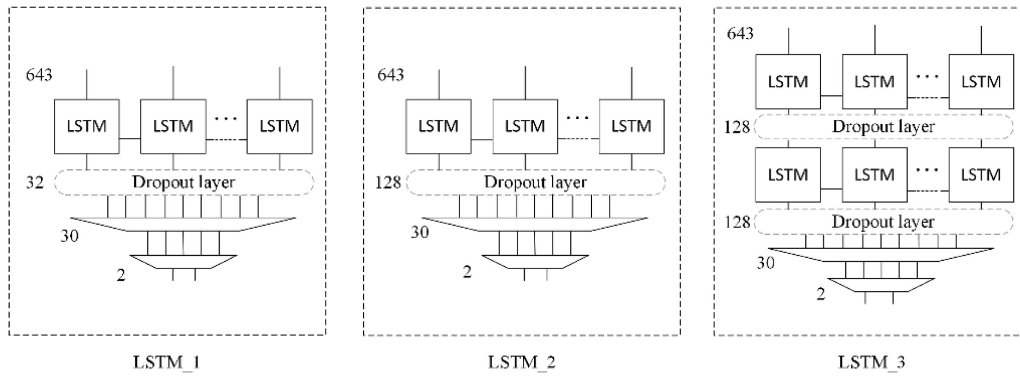 643
LSTM LSTM ... LSTM
32 Dropout layer
30
2
LSTM_1
643
LSTM LSTM ... LSTM
128 Dropout layer
30
2
LSTM_2
643
LSTM LSTM ... LSTM
128 Dropout layer
LSTM LSTM ... LSTM
128 Dropout layer
30
2
LSTM_3